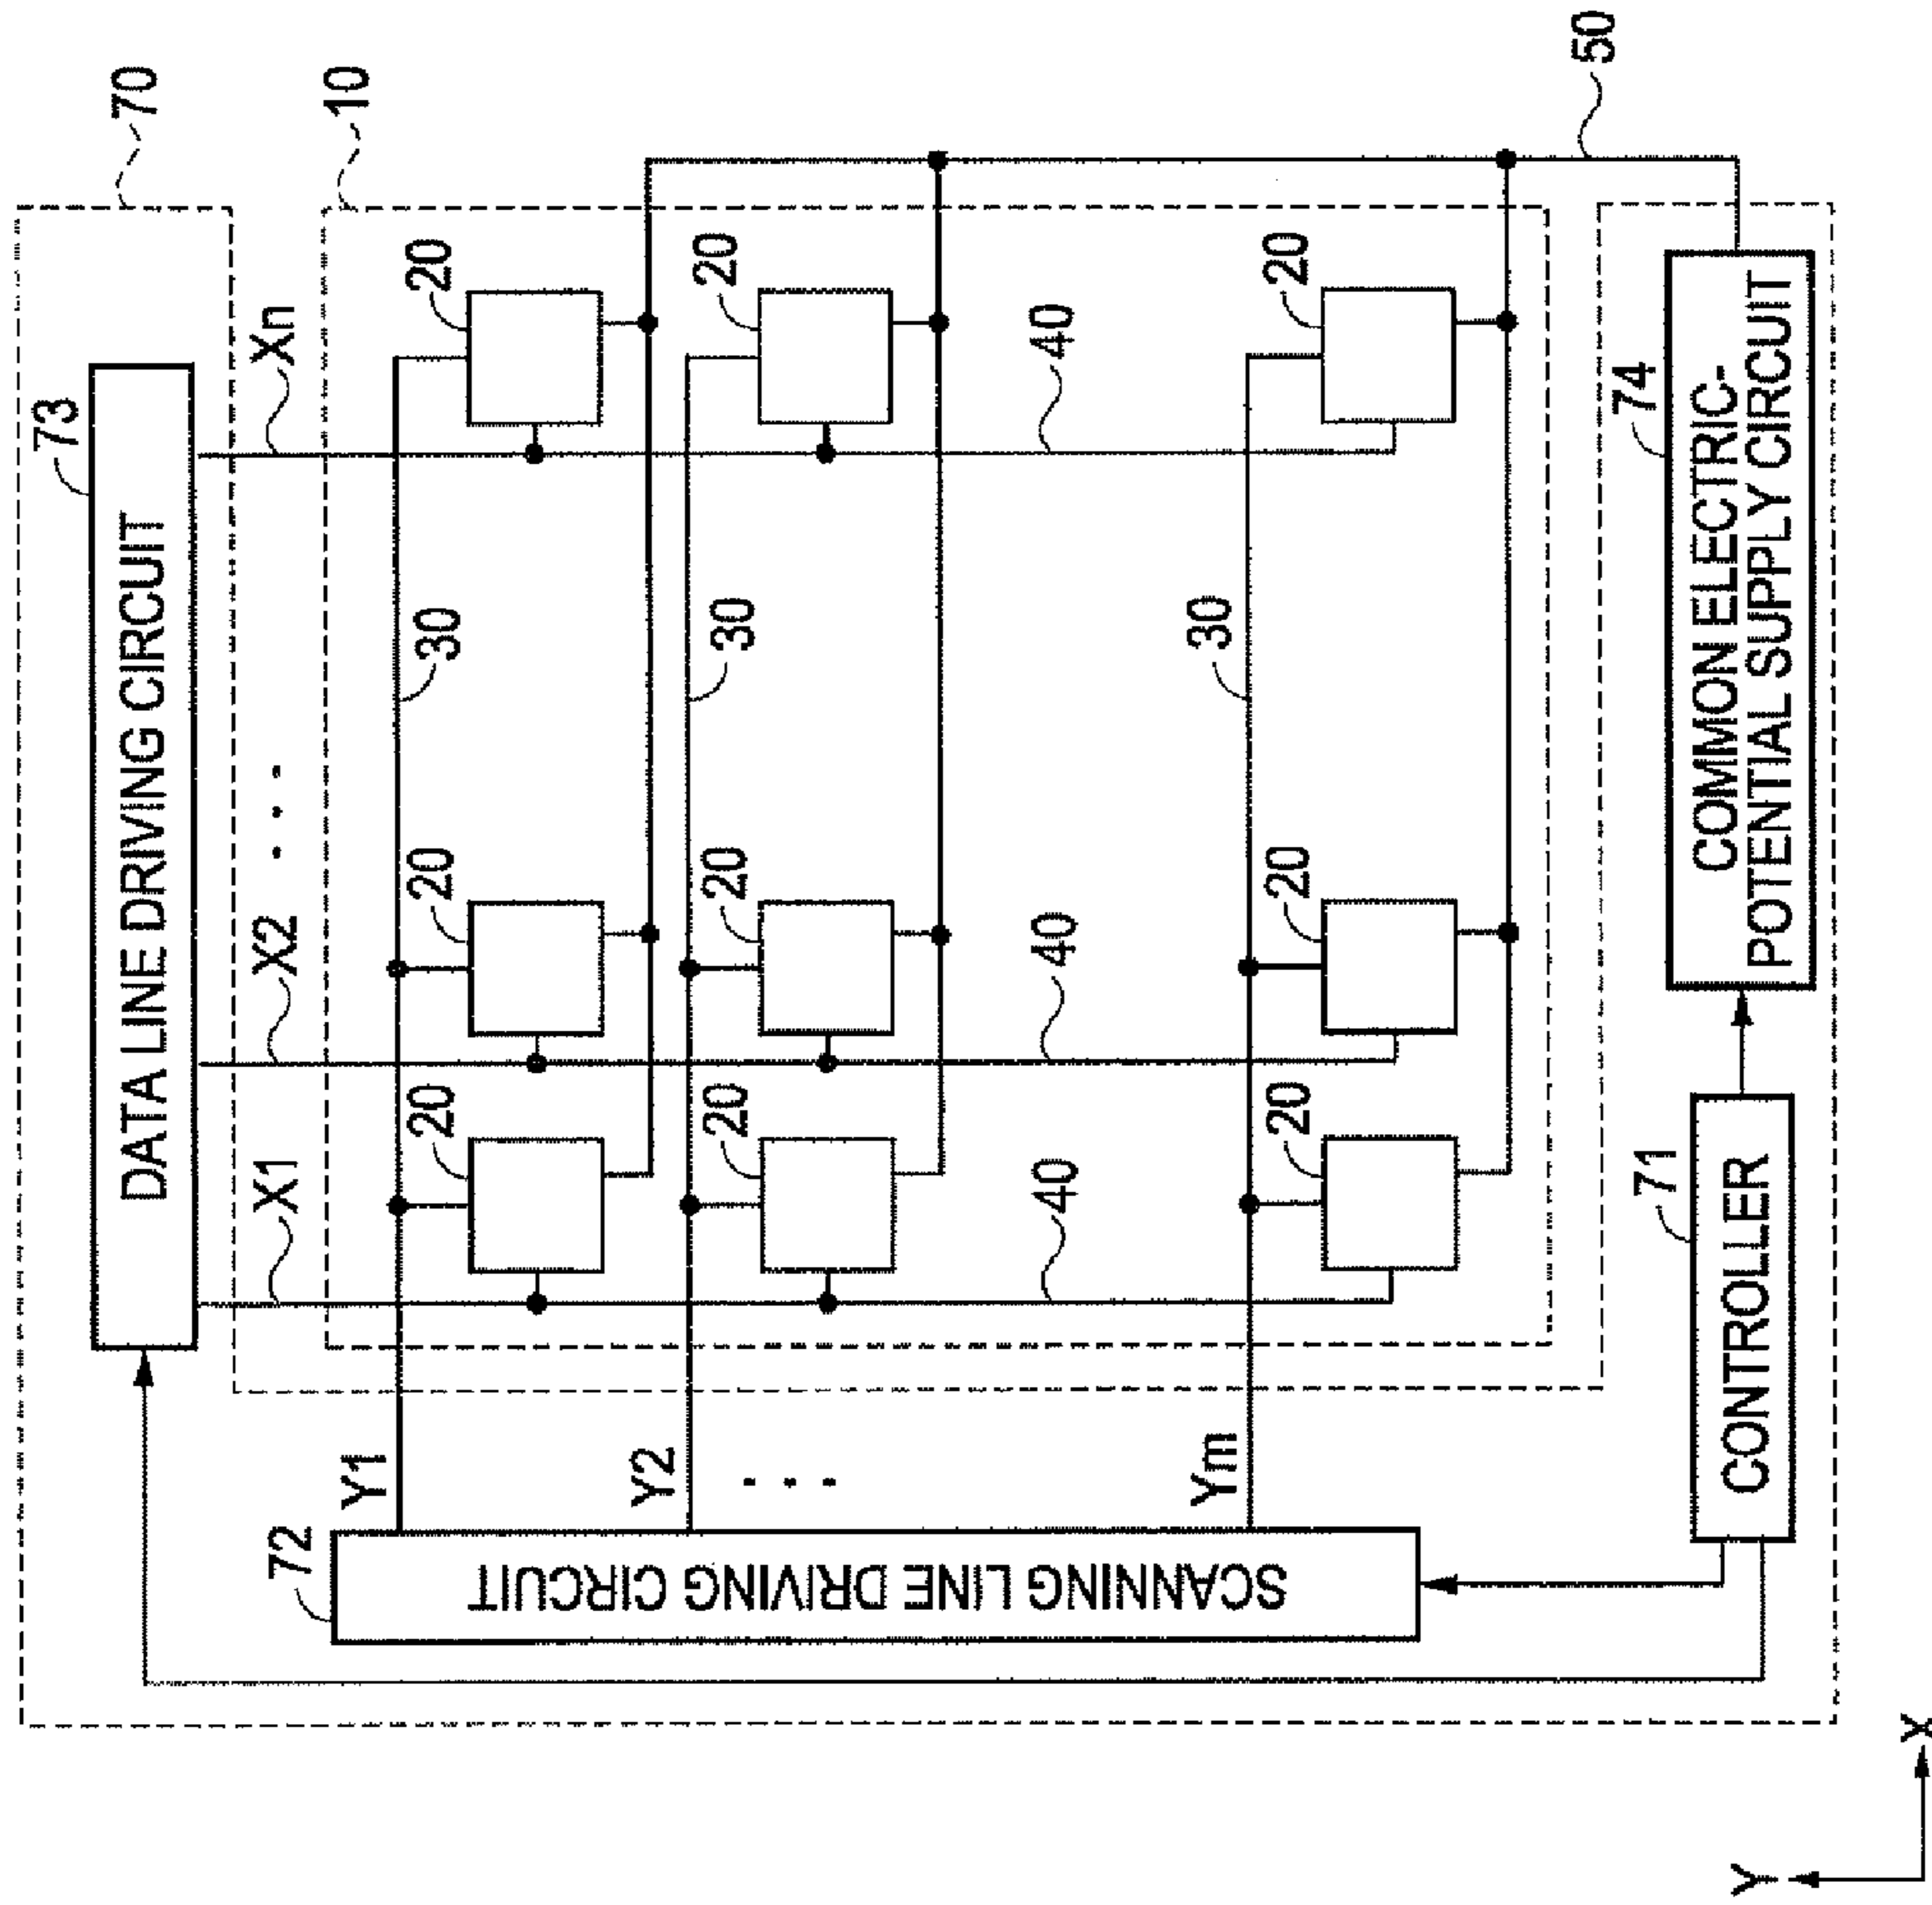 70
73
DATA LINE DRIVING CIRCUIT
X1
X2
. . .
Xn
10
72
SCANNING LINE DRIVING CIRCUIT
Y1
30
20
20
20
Y2
30
20
20
20
. . .
40
40
40
Ym
30
20
20
20
50
71
CONTROLLER
74
COMMON ELECTRIC-
POTENTIAL SUPPLY CIRCUIT
Y
X